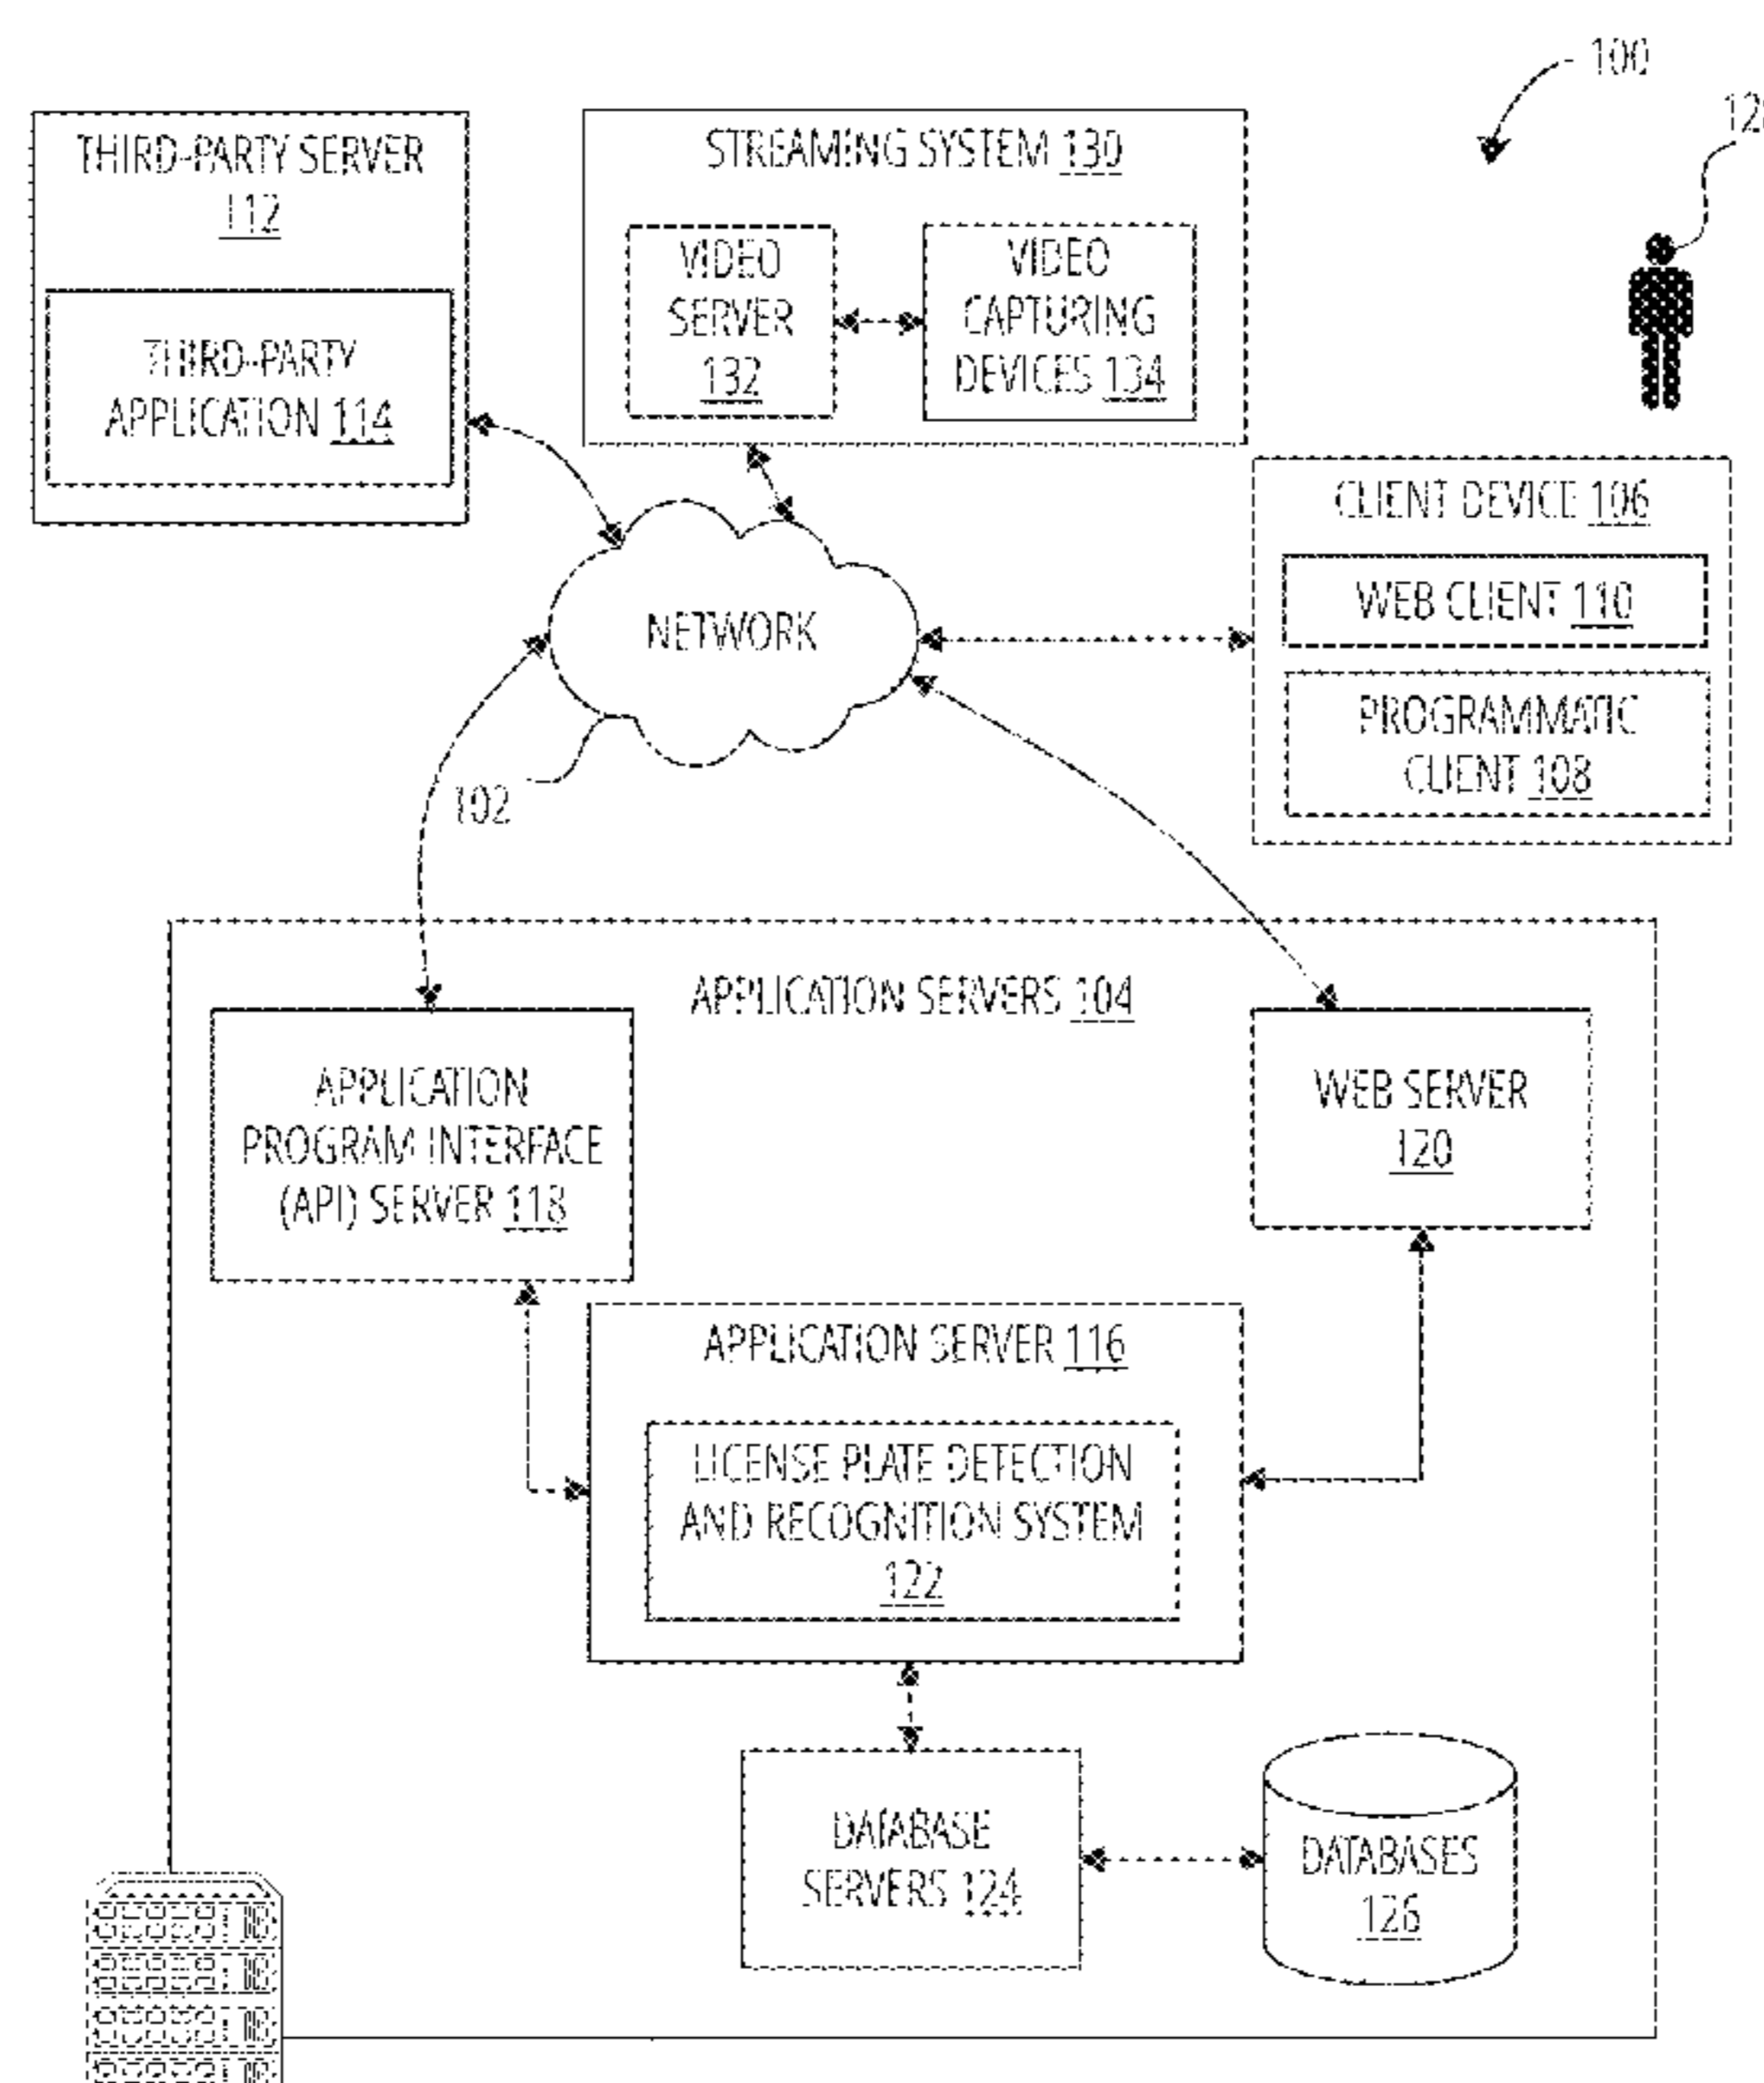 100
THIRD-PARTY SERVER
112
THIRD-PARTY
APPLICATION 114
STREAMING SYSTEM 130
VIDEO
SERVER
132
VIDEO
CAPTURING
DEVICES 134
CLIENT DEVICE 106
WEB CLIENT 110
PROGRAMMATIC
CLIENT 108
NETWORK
102
APPLICATION SERVERS 104
APPLICATION
PROGRAM INTERFACE
(API) SERVER 118
WEB SERVER
120
APPLICATION SERVER 116
LICENSE PLATE DETECTION
AND RECOGNITION SYSTEM
122
DATABASE
SERVERS 124
DATABASES
126